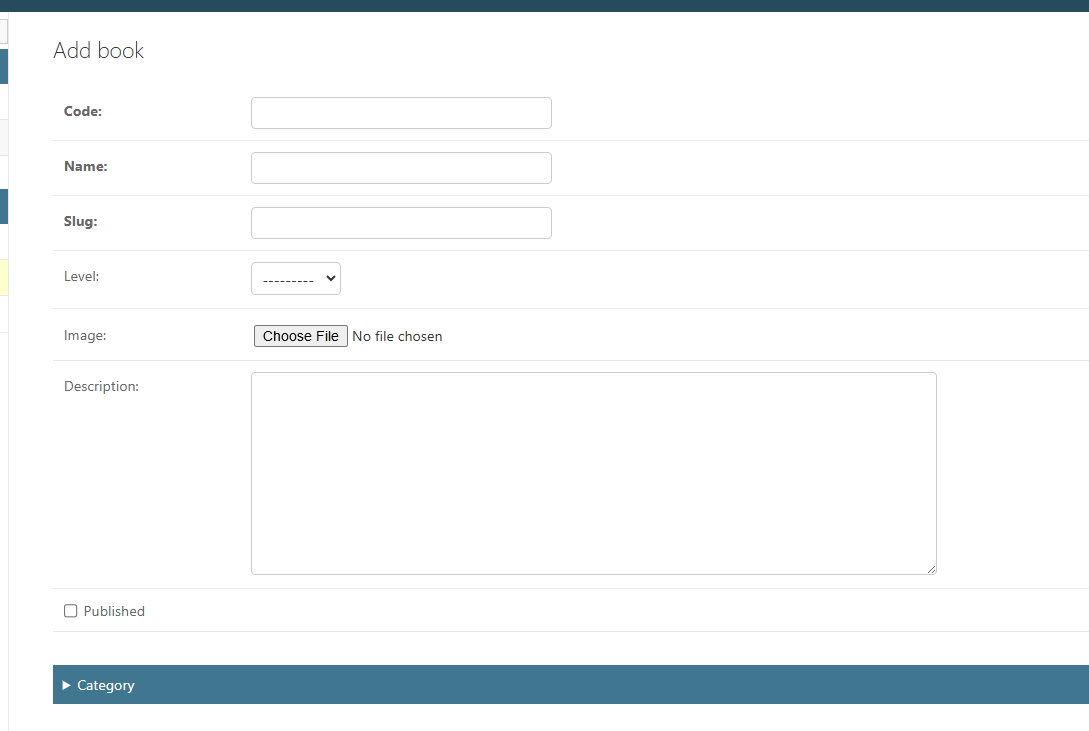 Add book
Code:
Name:
Slug:
Level:
---------
Image:
Choose File No file chosen
Description:
Published
Category